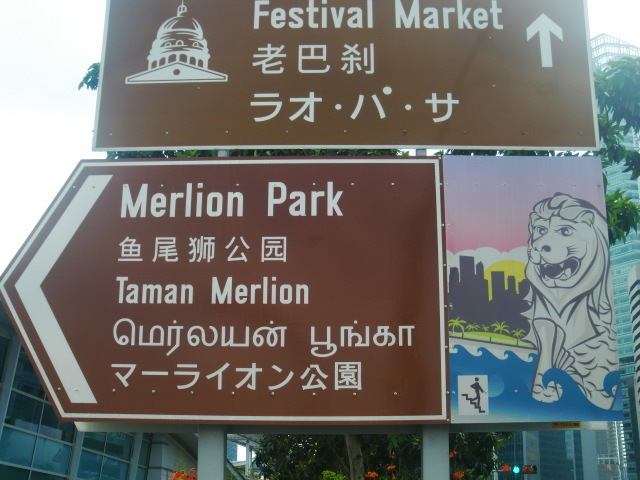 Festival Market
老巴刹
ラオ・パ・サ
Merlion Park
鱼尾狮公园
Taman Merlion
மெர்லயன் பூங்கா
マーライオン公園